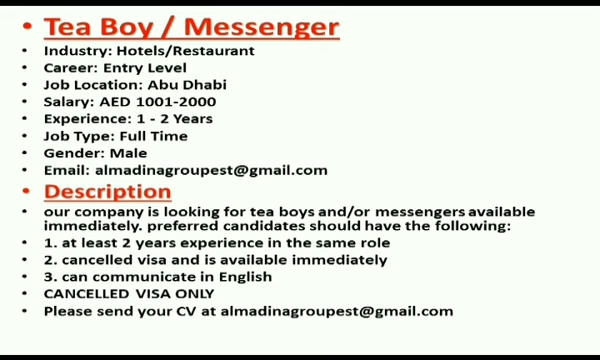 • Tea Boy / Messenger
• Industry: Hotels/Restaurant
• Career: Entry Level
• Job Location: Abu Dhabi
• Salary: AED 1001-2000
• Experience: 1 - 2 Years
• Job Type: Full Time
• Gender: Male
• Email: almadinagroupest@gmail.com
• Description
• our company is looking for tea boys and/or messengers available
immediately. preferred candidates should have the following:
• 1. at least 2 years experience in the same role
• 2. cancelled visa and is available immediately
• 3. can communicate in English
• CANCELLED VISA ONLY
• Please send your CV at almadinagroupest@gmail.com